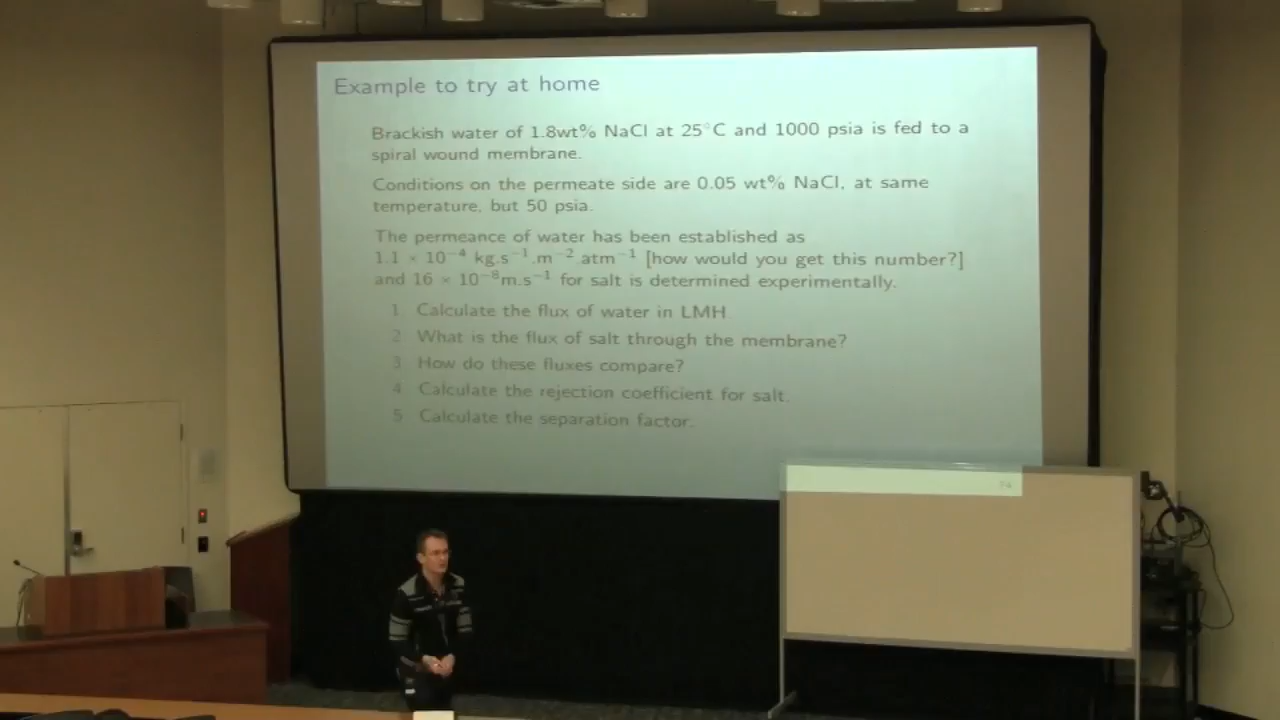 Example to try at home
Brackish water of 1.8wt% NaCl at 25°C and 1000 psia is fed to a
spiral wound membrane.
Conditions on the permeate side are 0.05 wt% NaCl, at same
temperature, but 50 psia.
The permeance of water has been established as
1.1 × 10⁻⁴ kg.s⁻¹.m⁻².atm⁻¹ [how would you get this number?]
and 16 × 10⁻⁸m.s⁻¹ for salt is determined experimentally.
1 Calculate the flux of water in LMH.
2 What is the flux of salt through the membrane?
3 How do these fluxes compare?
4 Calculate the rejection coefficient for salt.
5 Calculate the separation factor.